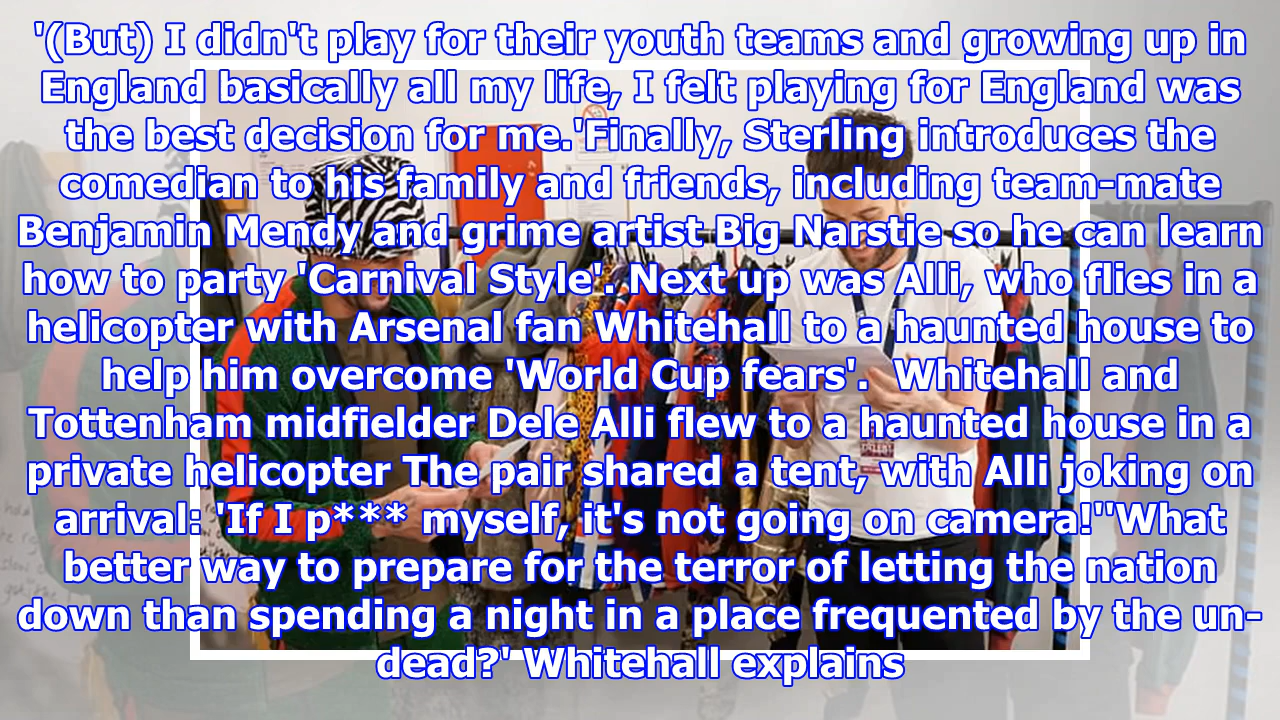 '(But) I didn't play for their youth teams and growing up in
England basically all my life, I felt playing for England was
the best decision for me.'Finally, Sterling introduces the
comedian to his family and friends, including team-mate
Benjamin Mendy and grime artist Big Narstie so he can learn
how to party 'Carnival Style'. Next up was Alli, who flies in a
helicopter with Arsenal fan Whitehall to a haunted house to
help him overcome 'World Cup fears'.  Whitehall and
Tottenham midfielder Dele Alli flew to a haunted house in a
private helicopter The pair shared a tent, with Alli joking on
arrival: 'If I p*** myself, it's not going on camera!''What
better way to prepare for the terror of letting the nation
down than spending a night in a place frequented by the un-
dead?' Whitehall explains